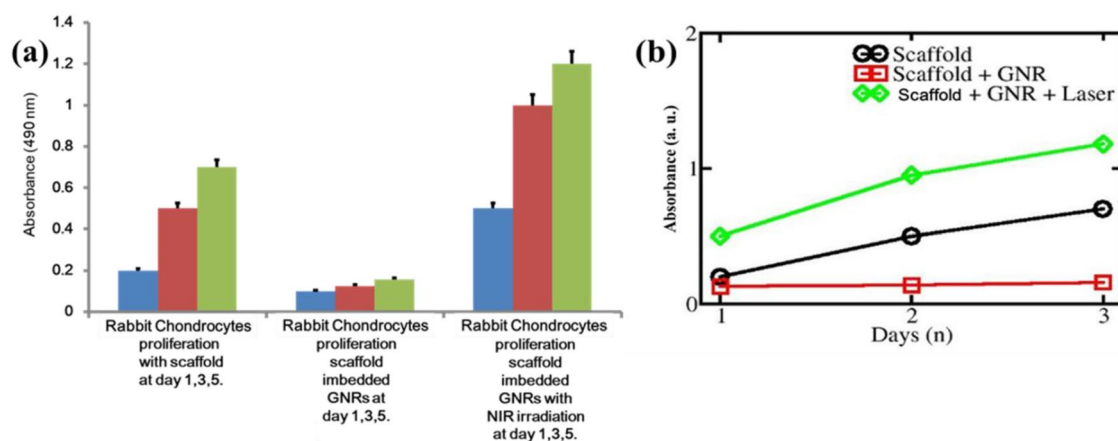 (a)
Absorbance (490 nm)
1.4
1.2
1
0.8
0.6
0.4
0.2
0
Rabbit Chondrocytes
proliferation
with scaffold
at day 1,3,5.
Rabbit Chondrocytes
proliferation
scaffold
imbedded
GNRs at
day 1,3,5.
Rabbit Chondrocytes
proliferation
scaffold
imbedded
GNRs with
NIR irradiation
at day 1,3,5.
(b)
Absorbance (a. u.)
2
1
0
Scaffold
Scaffold + GNR
Scaffold + GNR + Laser
1 2 3
Days (n)